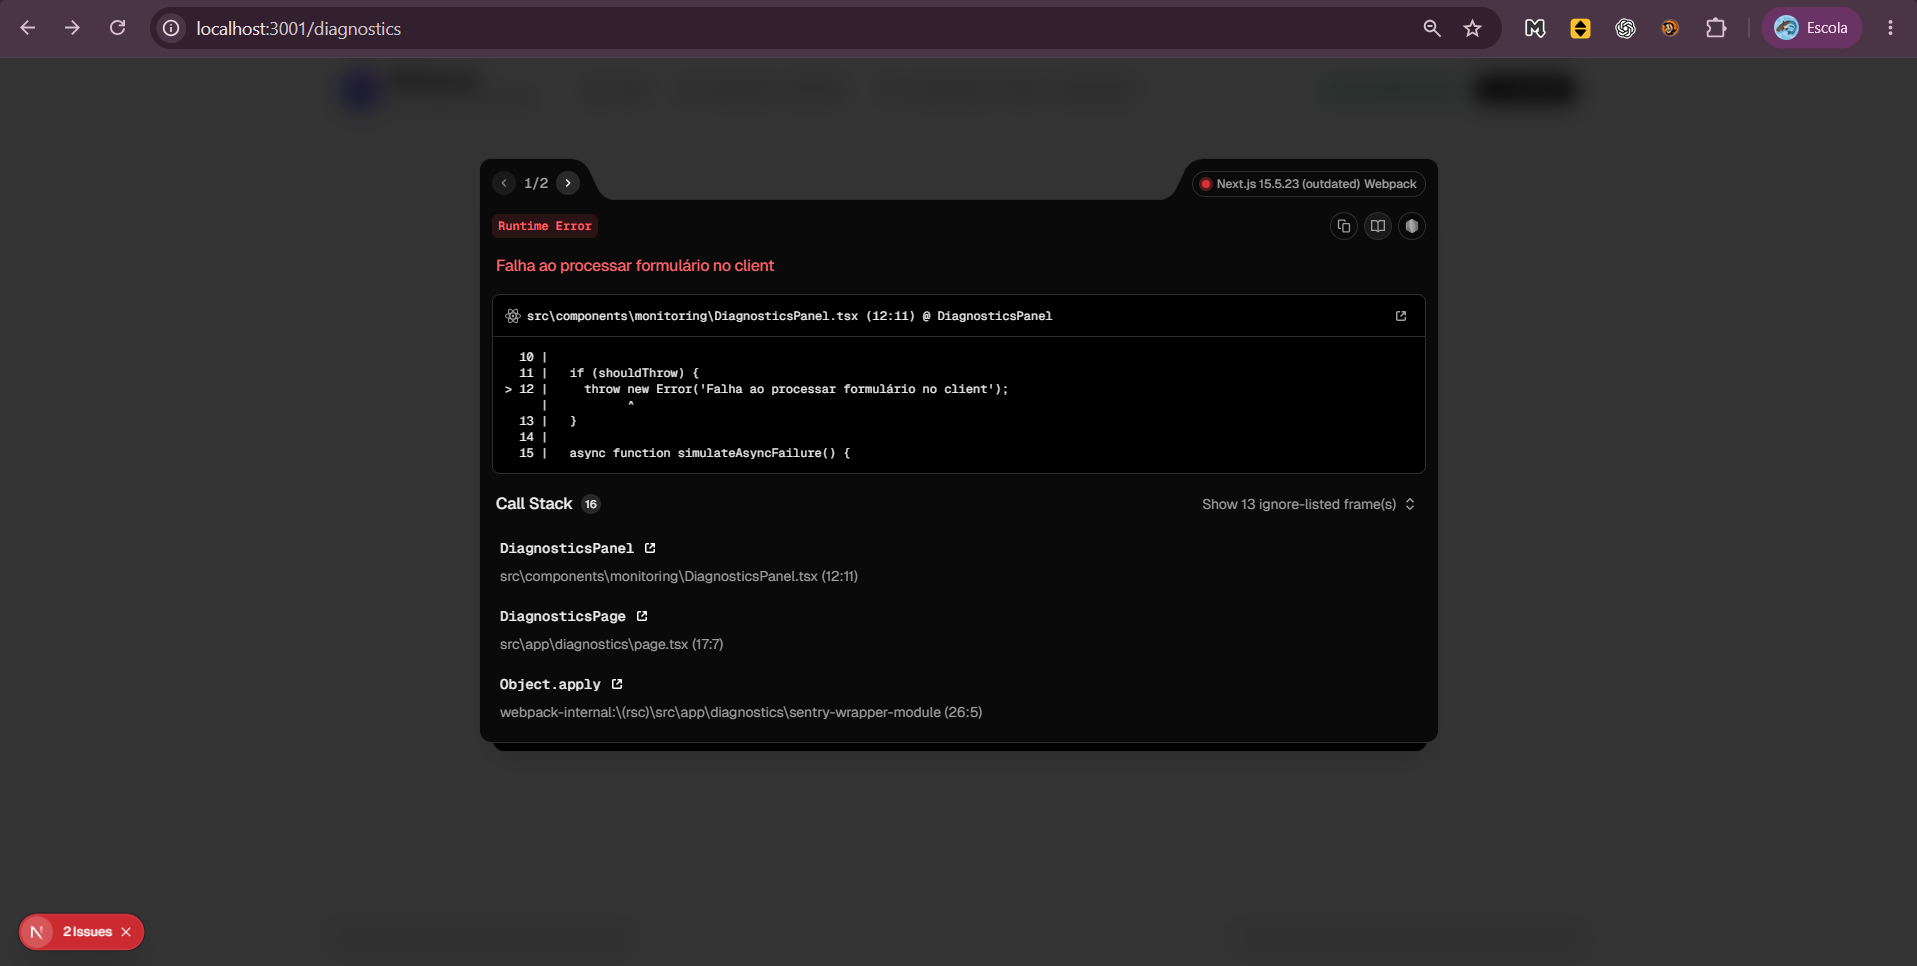 localhost:3001/diagnostics
Escola
1/2
Next.js 15.5.23 (outdated) Webpack
Runtime Error
Falha ao processar formulário no client
src\components\monitoring\DiagnosticsPanel.tsx (12:11) @ DiagnosticsPanel
10 |
11 |   if (shouldThrow) {
> 12 |     throw new Error('Falha ao processar formulário no client');
|           ^
13 |   }
14 |
15 |   async function simulateAsyncFailure() {
Call Stack 16
Show 13 ignore-listed frame(s)
DiagnosticsPanel
src\components\monitoring\DiagnosticsPanel.tsx (12:11)
DiagnosticsPage
src\app\diagnostics\page.tsx (17:7)
Object.apply
webpack-internal:\(rsc)\src\app\diagnostics\sentry-wrapper-module (26:5)
N 2 Issues